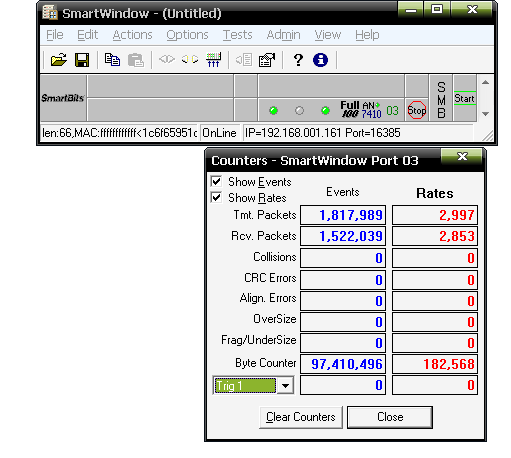 SmartWindow - (Untitled)
File Edit Actions Options Tests Admin View Help
SmartBits
Full AN
100 7410 03
Stop
SMB
Start
len:66,MAC:ffffffffffff<1c6f65951c OnLine IP=192.168.001.161 Port=16385
Counters - SmartWindow Port 03
Show Events
Show Rates
Events Rates
Tmt. Packets 1,817,989 2,997
Rcv. Packets 1,522,039 2,853
Collisions 0 0
CRC Errors 0 0
Align. Errors 0 0
OverSize 0 0
Frag/UnderSize 0 0
Byte Counter 97,410,496 182,568
Trig 1 0 0
Clear Counters Close